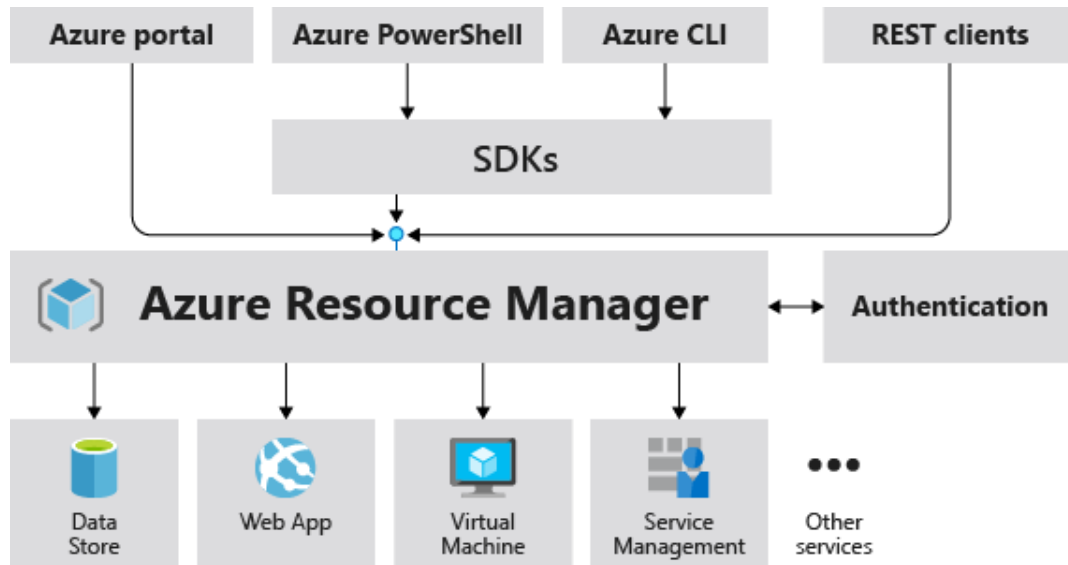 Azure portal
Azure PowerShell
Azure CLI
REST clients
SDKs
Azure Resource Manager
Authentication
Data
Store
Web App
Virtual
Machine
Service
Management
Other
services